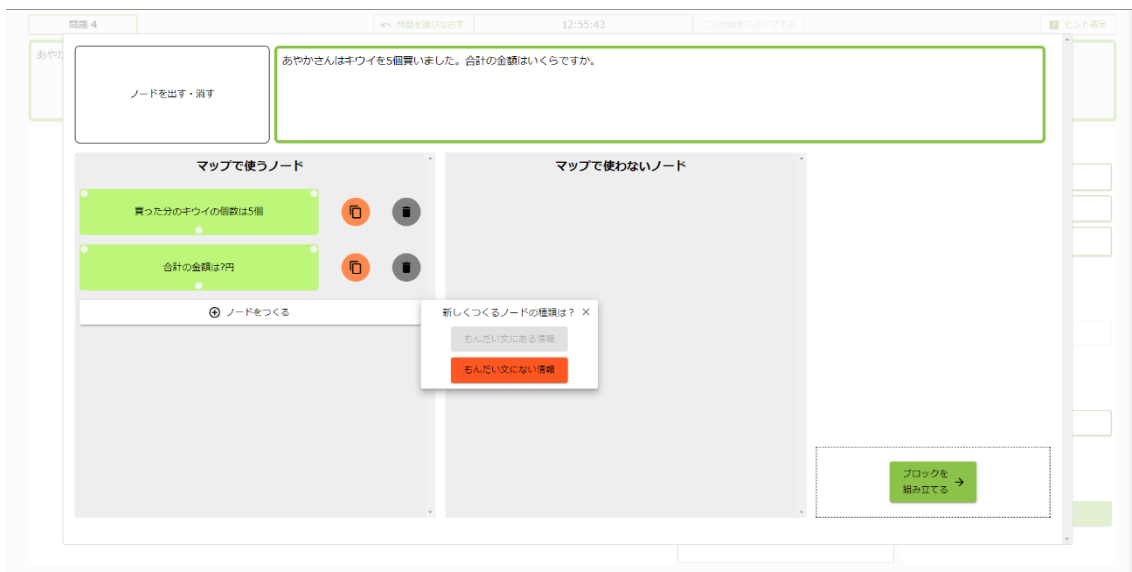 問題 4
問題を選びなおす
12:55:43
この問題をスキップする
ヒント表示
あやか
ノードを出す・消す
あやかさんはキウイを5個買いました。合計の金額はいくらですか。
マップで使うノード
マップで使わないノード
買った分のキウイの個数は5個
合計の金額は?円
ノードをつくる
新しくつくるノードの種類は？ ×
もんだい文にある情報
もんだい文にない情報
ブロックを
組み立てる →